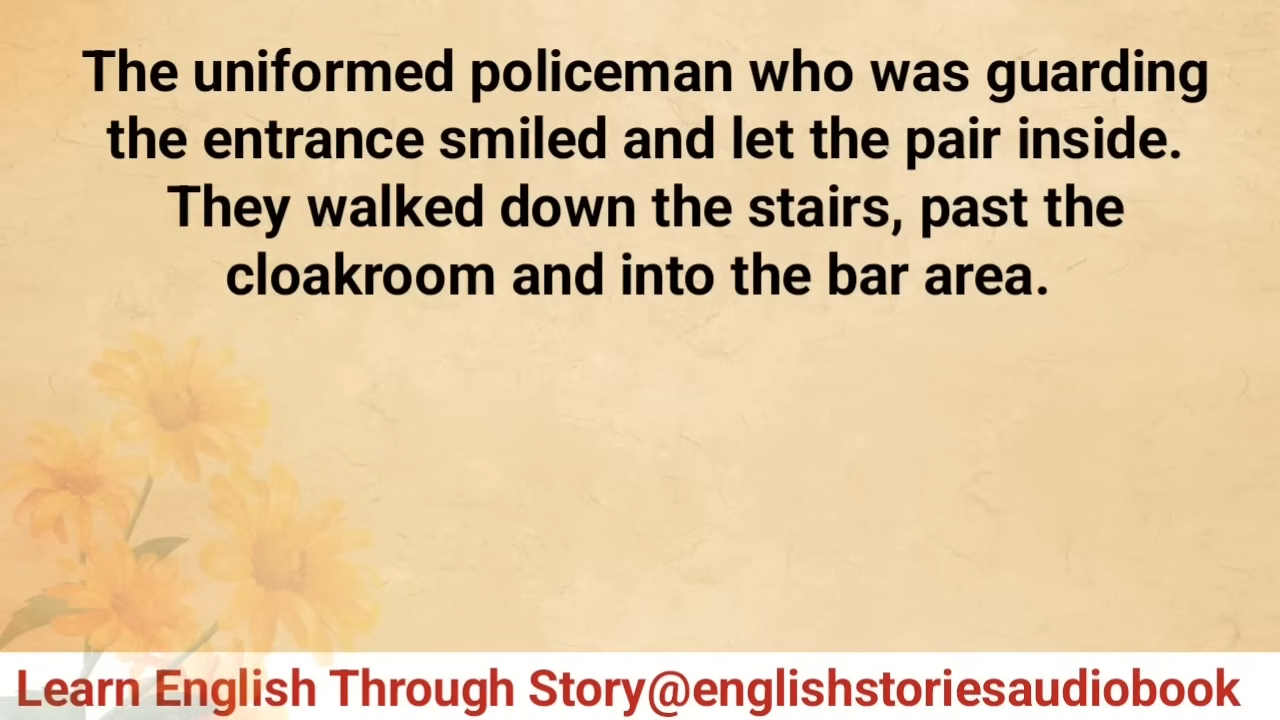 The uniformed policeman who was guarding
the entrance smiled and let the pair inside.
They walked down the stairs, past the
cloakroom and into the bar area.
Learn English Through Story@englishstoriesaudiobook